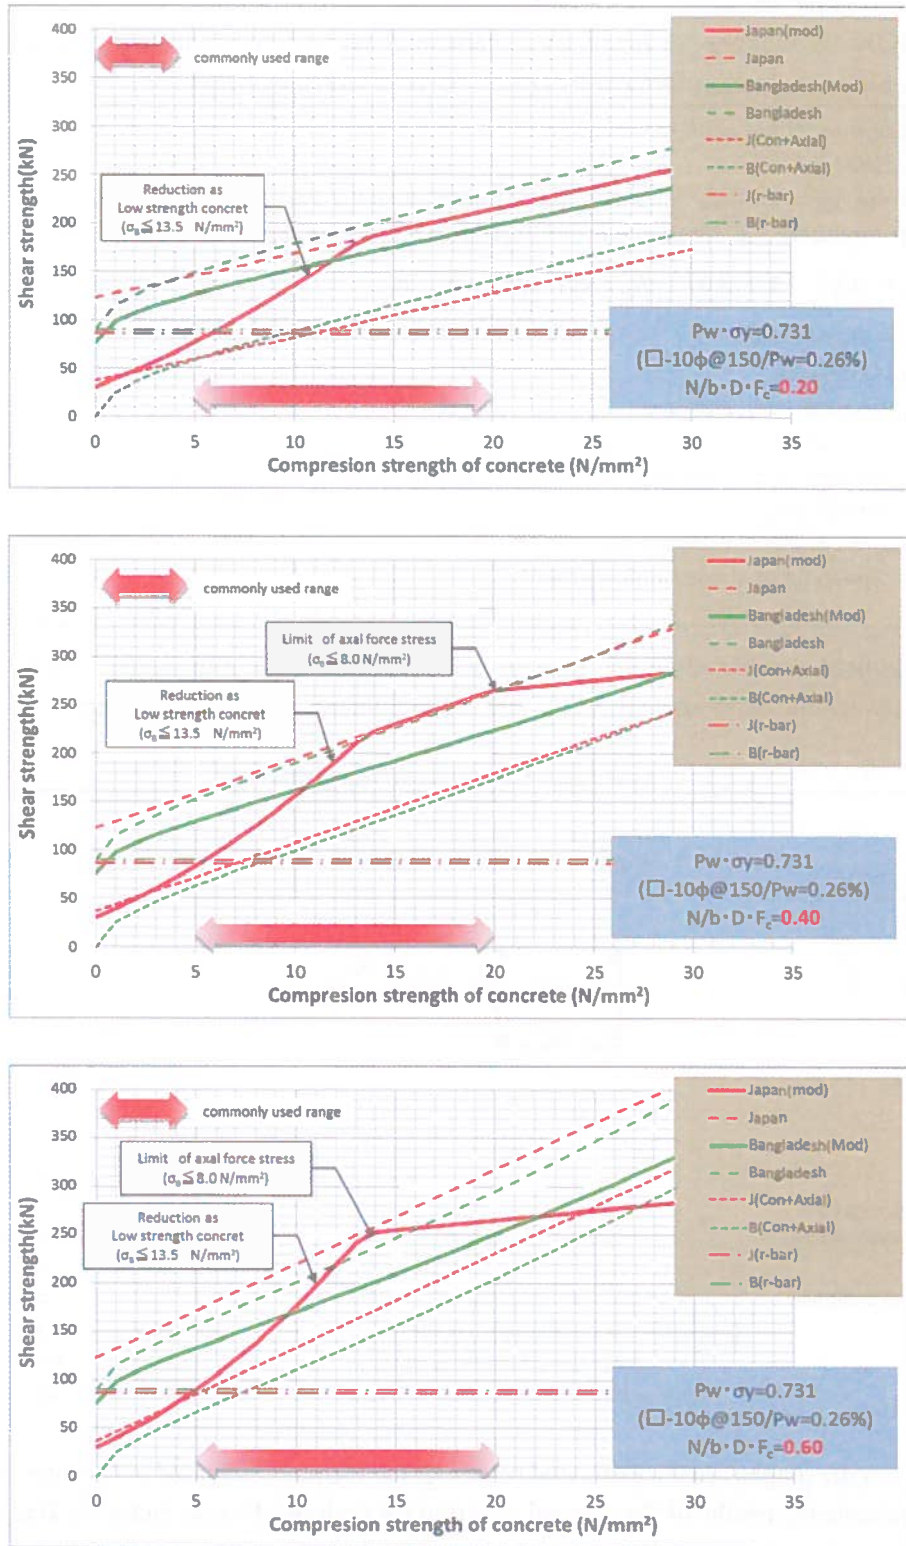 400
350
300
250
200
150
100
50
0
Shear strength(kN)
commonly used range
Reduction as
Low strength concret
(σB≦13.5 N/mm²)
Japan(mod)
Japan
Bangladesh(Mod)
Bangladesh
J(Con+Axial)
B(Con+Axial)
J(r-bar)
B(r-bar)
Pw・σy=0.731
(□-10ϕ@150/Pw=0.26%)
N/b・D・Fc=0.20
0 5 10 15 20 25 30 35
Compresion strength of concrete (N/mm²)
400
350
300
250
200
150
100
50
0
Shear strength(kN)
commonly used range
Limit of axal force stress
(σ0≦8.0 N/mm²)
Reduction as
Low strength concret
(σB≦13.5 N/mm²)
Japan(mod)
Japan
Bangladesh(Mod)
Bangladesh
J(Con+Axial)
B(Con+Axial)
J(r-bar)
B(r-bar)
Pw・σy=0.731
(□-10ϕ@150/Pw=0.26%)
N/b・D・Fc=0.40
0 5 10 15 20 25 30 35
Compresion strength of concrete (N/mm²)
400
350
300
250
200
150
100
50
0
Shear strength(kN)
commonly used range
Limit of axal force stress
(σ0≦8.0 N/mm²)
Reduction as
Low strength concret
(σB≦13.5 N/mm²)
Japan(mod)
Japan
Bangladesh(Mod)
Bangladesh
J(Con+Axial)
B(Con+Axial)
J(r-bar)
B(r-bar)
Pw・σy=0.731
(□-10ϕ@150/Pw=0.26%)
N/b・D・Fc=0.60
0 5 10 15 20 25 30 35
Compresion strength of concrete (N/mm²)